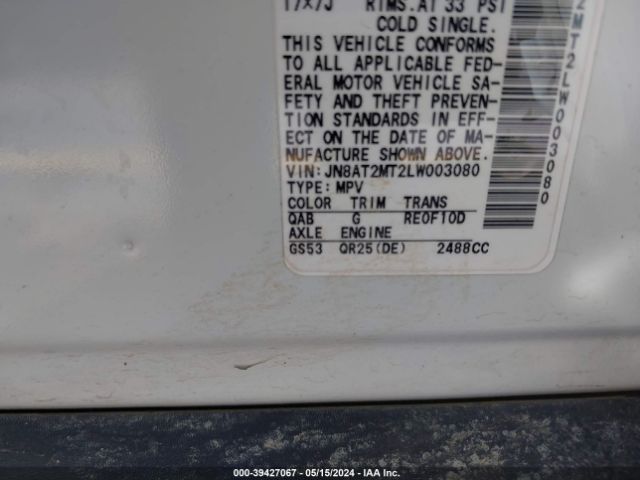 17x7J RIMS.AT 33 PSI
COLD SINGLE.
THIS VEHICLE CONFORMS
TO ALL APPLICABLE FED-
ERAL MOTOR VEHICLE SA-
FETY AND THEFT PREVEN-
TION STANDARDS IN EFF-
ECT ON THE DATE OF MA-
NUFACTURE SHOWN ABOVE.
VIN: JN8AT2MT2LW003080
TYPE: MPV
COLOR TRIM TRANS
QAB G RE0F10D
AXLE ENGINE
GS53 QR25(DE) 2488CC
2MT2LW003080
000-39427067 - 05/15/2024 - IAA Inc.